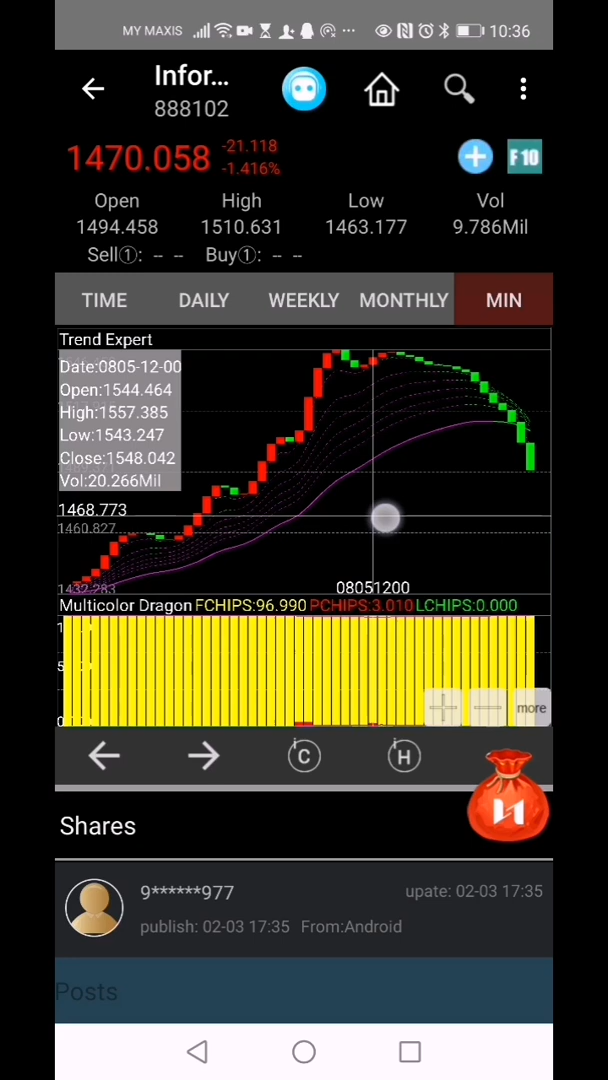 MY MAXIS 10:36
Infor...
888102
1470.058 -21.118
-1.416%
F10
Open High Low Vol
1494.458 1510.631 1463.177 9.786Mil
Sell①: -- -- Buy①: -- --
TIME DAILY WEEKLY MONTHLY MIN
Trend Expert
Date:0805-12-00
Open:1544.464
High:1557.385
Low:1543.247
Close:1548.042
Vol:20.266Mil
1468.773
1460.827
08051200
1432.283
Multicolor Dragon FCHIPS:96.990 PCHIPS:3.010 LCHIPS:0.000
more
C H
Shares
9******977 upate: 02-03 17:35
publish: 02-03 17:35 From:Android
Posts